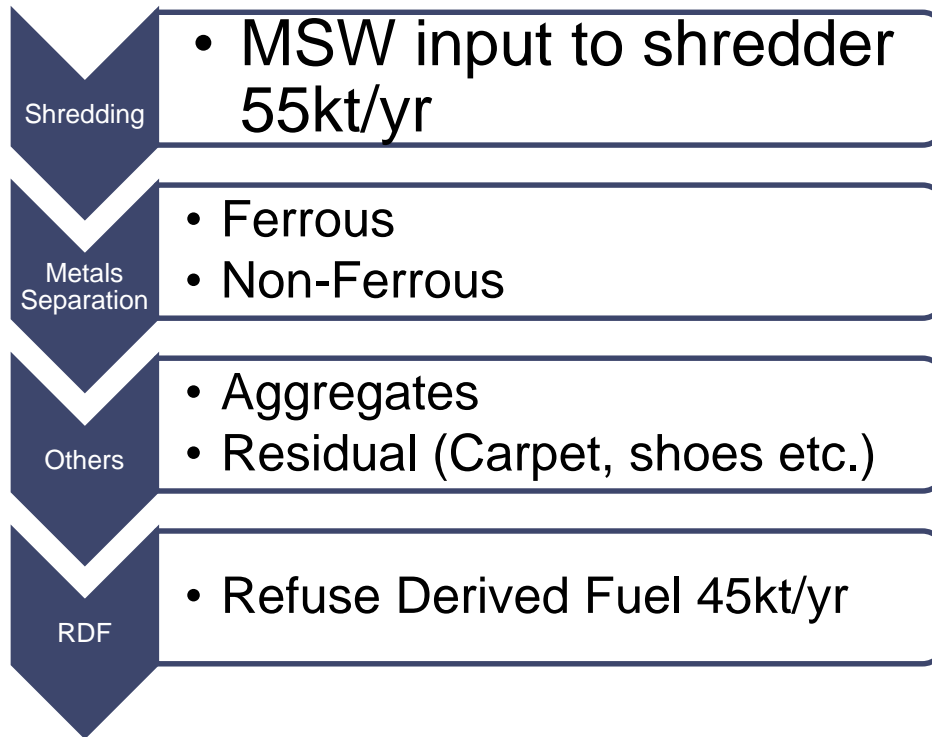 Shredding
• MSW input to shredder
55kt/yr
Metals
Separation
• Ferrous
• Non-Ferrous
Others
• Aggregates
• Residual (Carpet, shoes etc.)
RDF
• Refuse Derived Fuel 45kt/yr